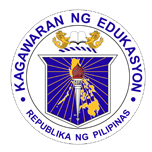 KAGAWARAN NG EDUKASYON
REPUBLIKA NG PILIPINAS